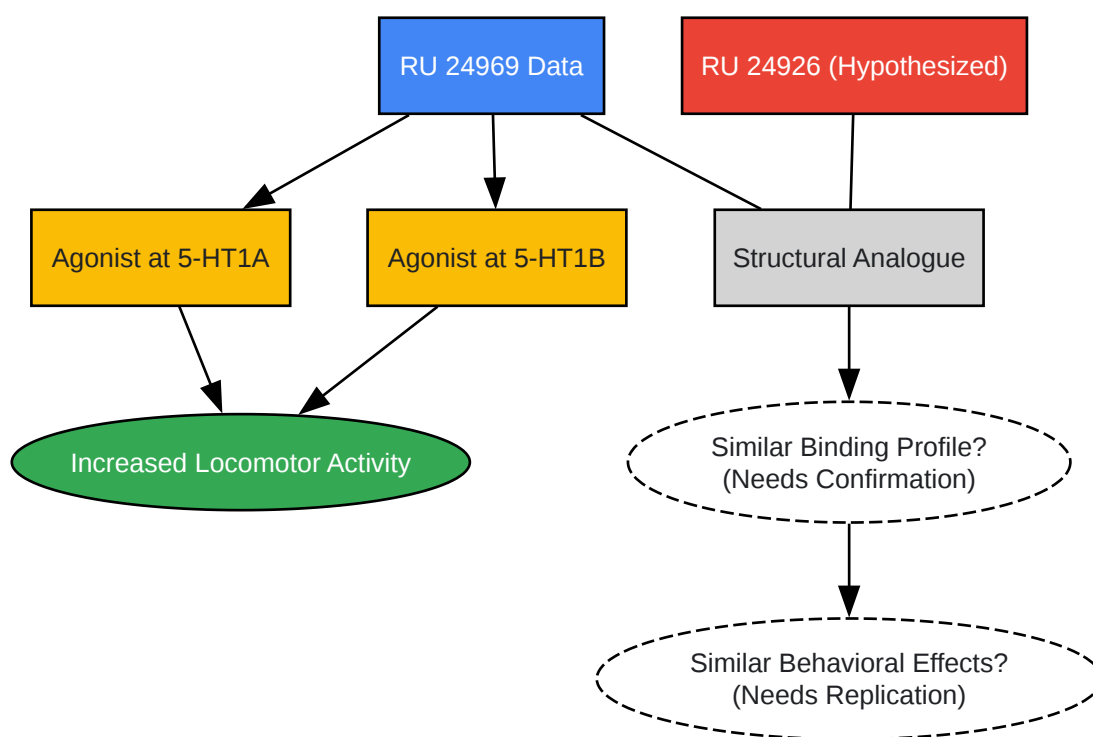 RU 24969 Data
RU 24926 (Hypothesized)
Agonist at 5-HT1A
Agonist at 5-HT1B
Structural Analogue
Increased Locomotor Activity
Similar Binding Profile?
(Needs Confirmation)
Similar Behavioral Effects?
(Needs Replication)